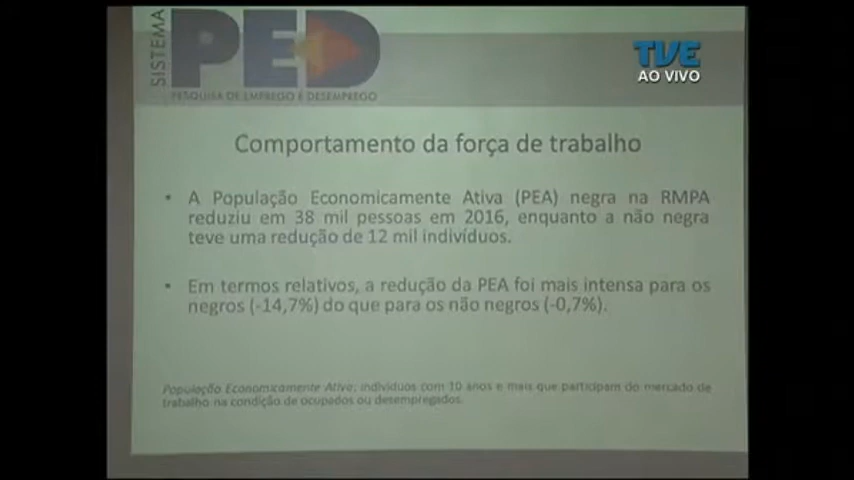 SISTEMA
PED
PESQUISA DE EMPREGO E DESEMPREGO
TVE
AO VIVO
Comportamento da força de trabalho
• A População Economicamente Ativa (PEA) negra na RMPA
reduziu em 38 mil pessoas em 2016, enquanto a não negra
teve uma redução de 12 mil indivíduos.
• Em termos relativos, a redução da PEA foi mais intensa para os
negros (-14,7%) do que para os não negros (-0,7%).
População Economicamente Ativa: indivíduos com 10 anos e mais que participam do mercado de
trabalho na condição de ocupados ou desempregados.